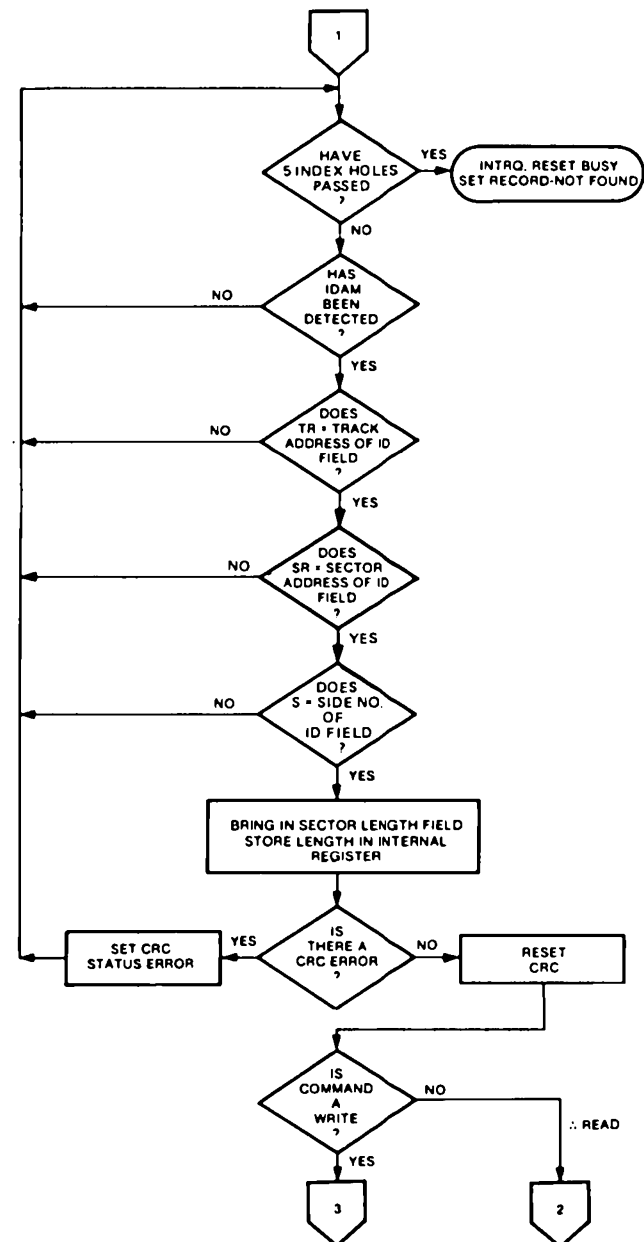 1
HAVE
5 INDEX HOLES
PASSED
?
YES
INTRQ. RESET BUSY
SET RECORD-NOT FOUND
NO
HAS
IDAM
BEEN
DETECTED
?
NO
YES
DOES
TR = TRACK
ADDRESS OF ID
FIELD
?
NO
YES
DOES
SR = SECTOR
ADDRESS OF ID
FIELD
?
NO
YES
DOES
S = SIDE NO.
OF
ID FIELD
?
NO
YES
BRING IN SECTOR LENGTH FIELD
STORE LENGTH IN INTERNAL
REGISTER
SET CRC
STATUS ERROR
YES
IS
THERE A
CRC ERROR
?
NO
RESET
CRC
IS
COMMAND
A
WRITE
?
NO
∴ READ
YES
3
2